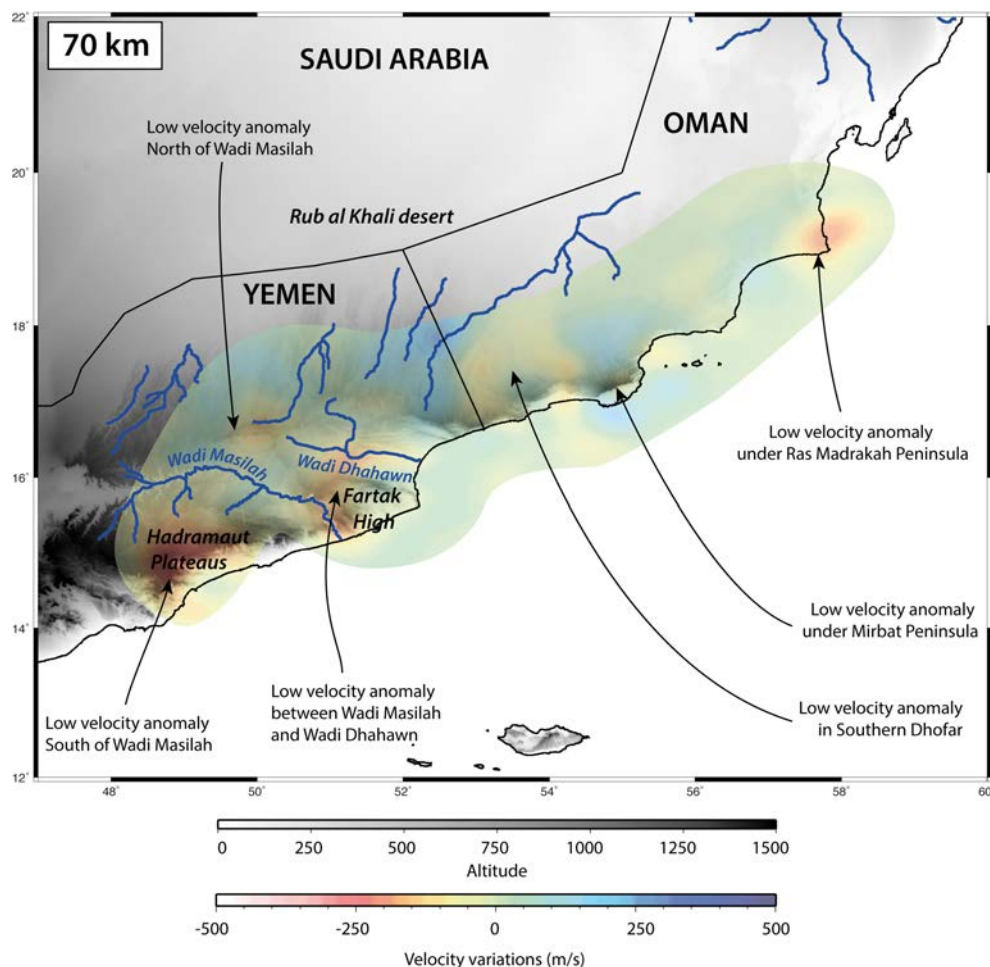 22°
70 km
SAUDI ARABIA
OMAN
Low velocity anomaly
North of Wadi Masilah
20°
Rub al Khali desert
YEMEN
18°
Low velocity anomaly
under Ras Madrakah Peninsula
16°
Wadi Masilah
Wadi Dhahawn
Fartak
High
Hadramaut
Plateaus
14°
Low velocity anomaly
under Mirbat Peninsula
Low velocity anomaly
South of Wadi Masilah
Low velocity anomaly
between Wadi Masilah
and Wadi Dhahawn
Low velocity anomaly
in Southern Dhofar
12°
48° 50° 52° 54° 56° 58° 60
0 250 500 750 1000 1250 1500
Altitude
-500 -250 0 250 500
Velocity variations (m/s)